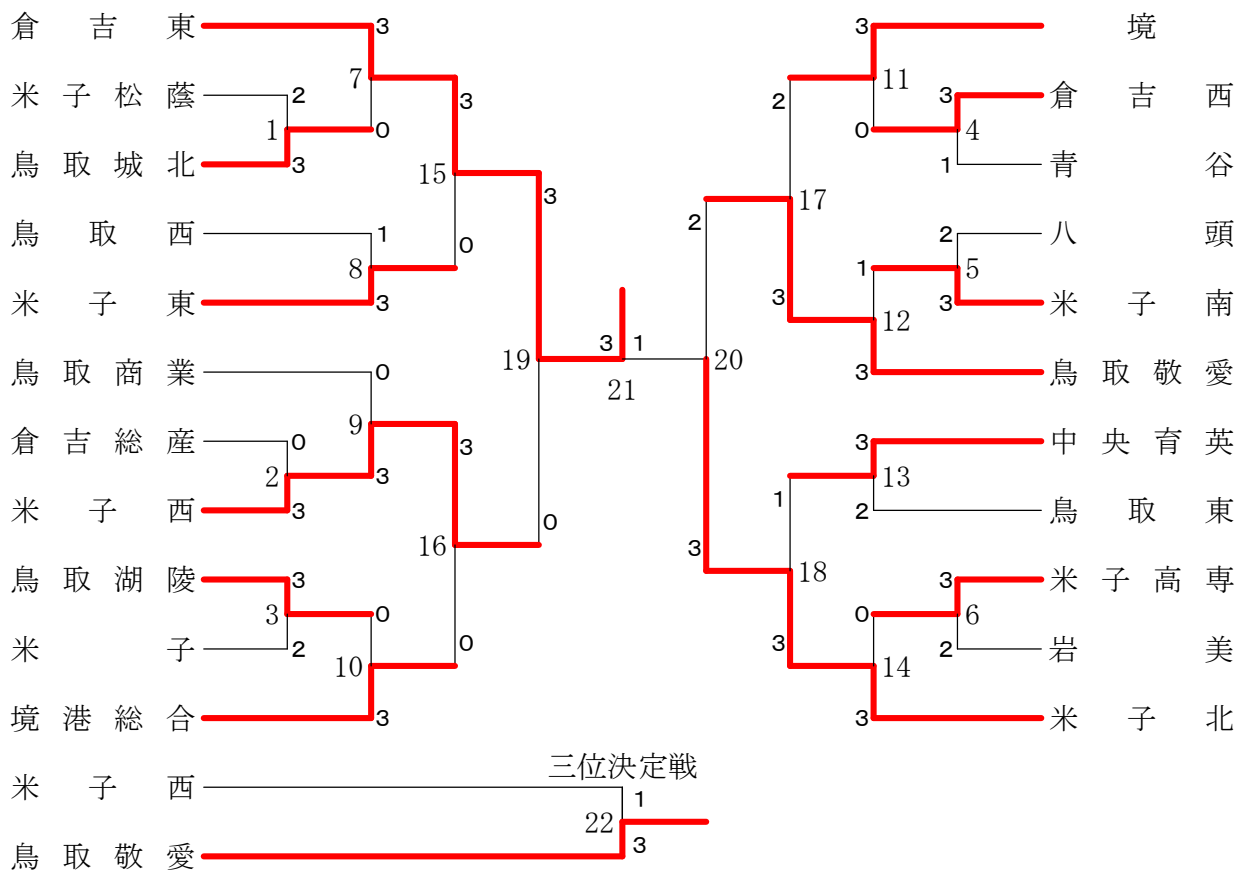 倉吉東 3 3 境
7 11
米子松蔭 2 3 2 3 倉吉西
1 0 0 4
鳥取城北 3 15 1 青谷
3 2 17
鳥取西 1 2 八頭
8 0 1 5
米子東 3 3 3 米子南
12
19 3 1 20
鳥取商業 0 21 3 鳥取敬愛
9
倉吉総産 0 3 3 中央育英
2 3 1 13
米子西 3 2 鳥取東
16 0 3 18
鳥取湖陵 3 3 米子高専
3 0 0 6
米子 2 0 3 2 岩美
10 14
境港総合 3 3 米子北
三位決定戦
米子西 1
22
鳥取敬愛 3